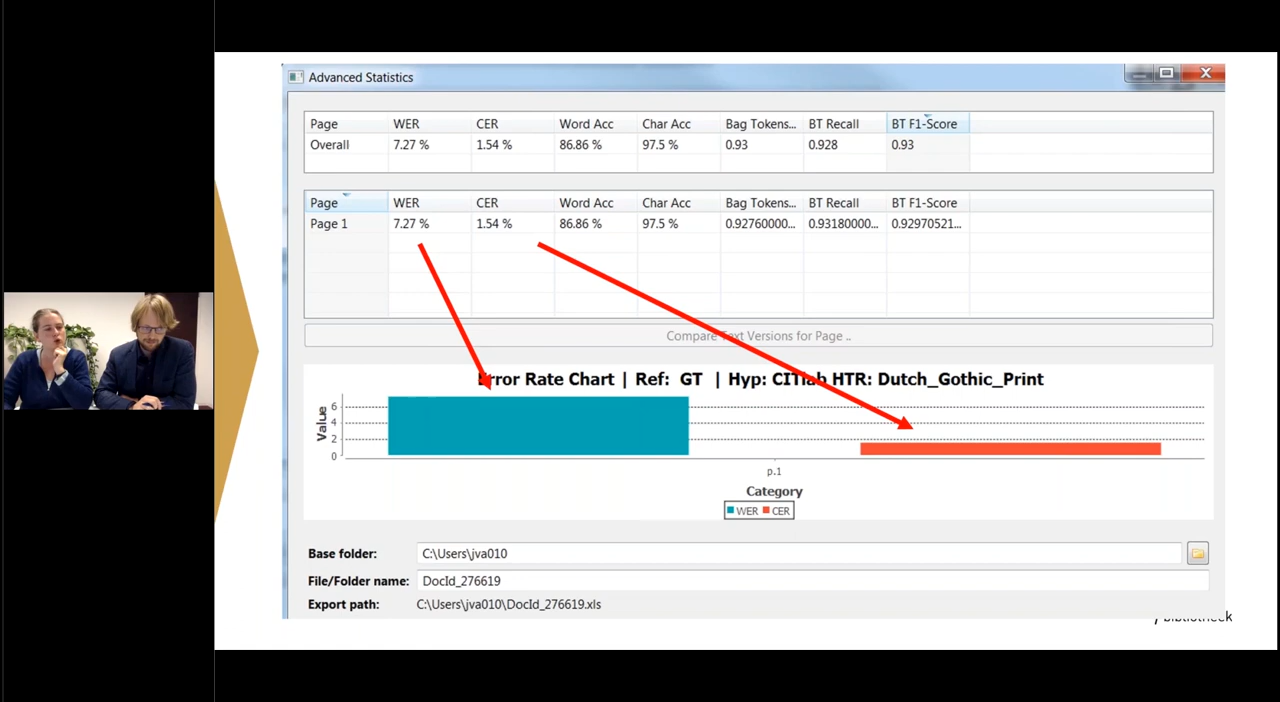 Advanced Statistics
Page WER CER Word Acc Char Acc Bag Tokens... BT Recall BT F1-Score
Overall 7.27 % 1.54 % 86.86 % 97.5 % 0.93 0.928 0.93
Page WER CER Word Acc Char Acc Bag Tokens... BT Recall BT F1-Score
Page 1 7.27 % 1.54 % 86.86 % 97.5 % 0.92760000... 0.93180000... 0.92970521...
Compare Text Versions for Page ..
Error Rate Chart | Ref: GT | Hyp: CITlab HTR: Dutch_Gothic_Print
Value
6
4
2
0
p.1
Category
WER CER
Base folder: C:\Users\jva010
File/Folder name: DocId_276619
Export path: C:\Users\jva010\DocId_276619.xls
bibliotheek